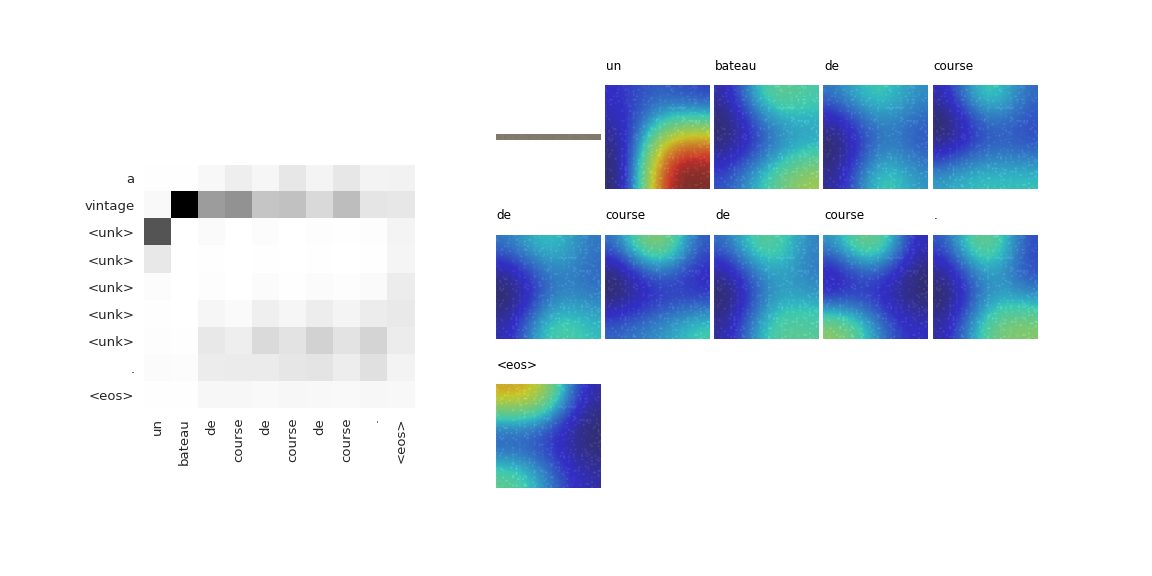 a
vintage
<unk>
<unk>
<unk>
<unk>
<unk>
.
<eos>
un bateau de course de course de course . <eos>
un bateau de course
de course de course .
<eos>